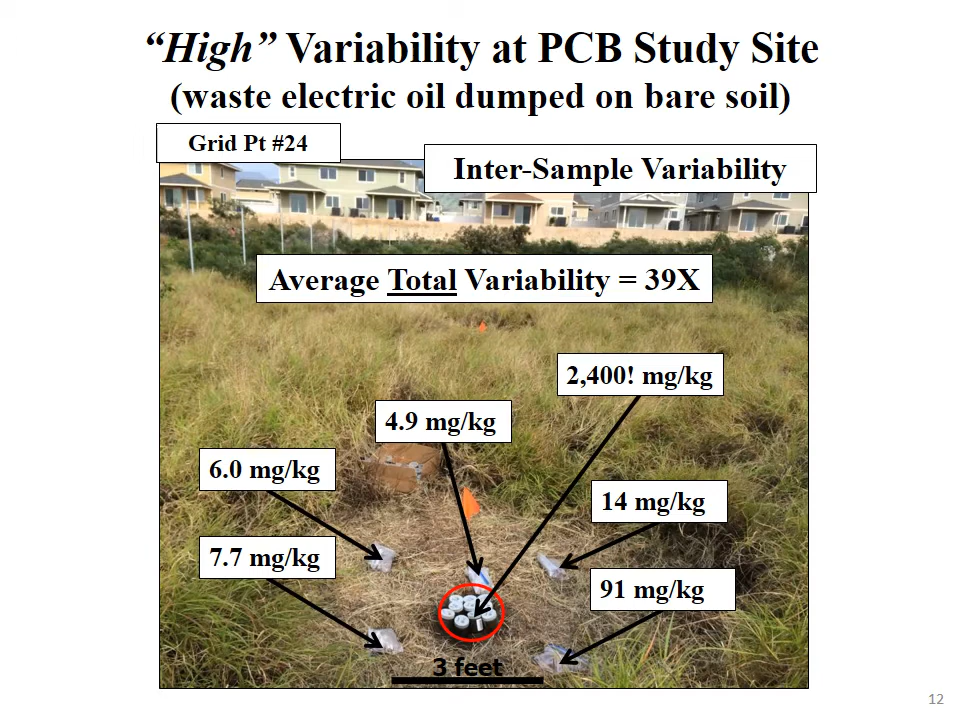 “High” Variability at PCB Study Site
(waste electric oil dumped on bare soil)
Grid Pt #24
Inter-Sample Variability
Average Total Variability = 39X
2,400! mg/kg
4.9 mg/kg
6.0 mg/kg
14 mg/kg
7.7 mg/kg
91 mg/kg
3 feet
12